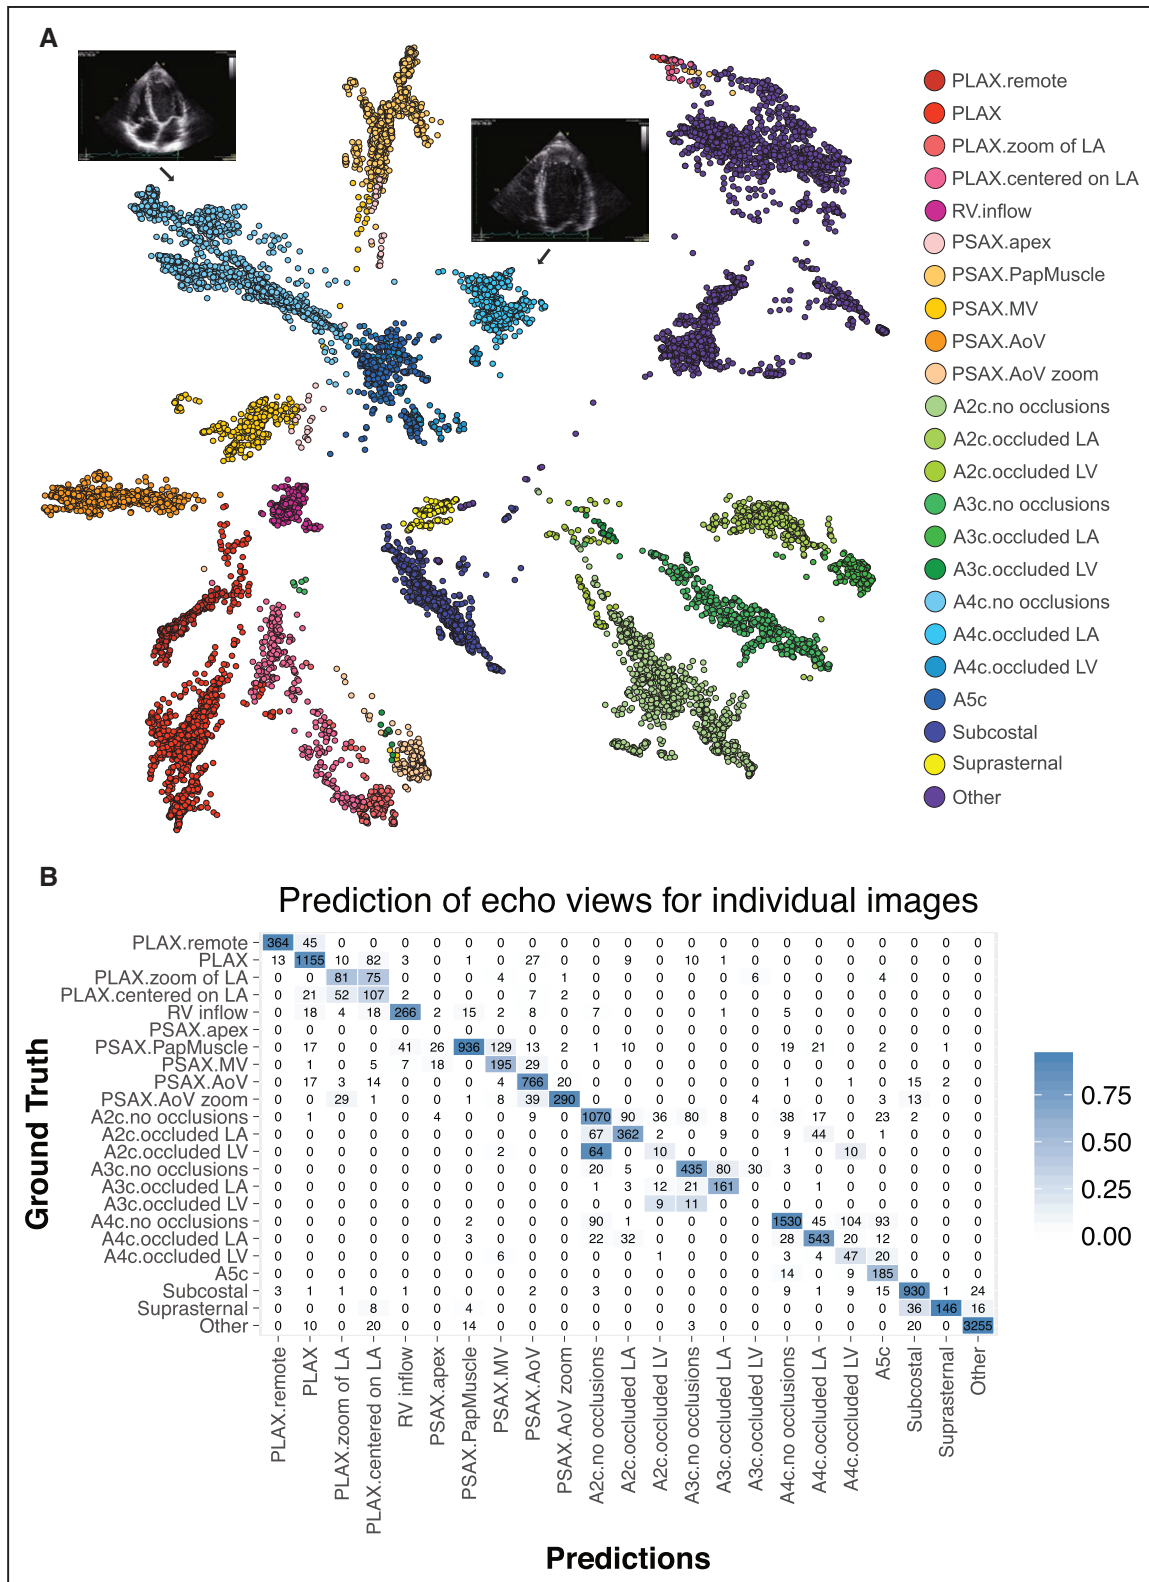 A
PLAX.remote
PLAX
PLAX.zoom of LA
PLAX.centered on LA
RV.inflow
PSAX.apex
PSAX.PapMuscle
PSAX.MV
PSAX.AoV
PSAX.AoV zoom
A2c.no occlusions
A2c.occluded LA
A2c.occluded LV
A3c.no occlusions
A3c.occluded LA
A3c.occluded LV
A4c.no occlusions
A4c.occluded LA
A4c.occluded LV
A5c
Subcostal
Suprasternal
Other
B
Prediction of echo views for individual images
Ground Truth
PLAX.remote 364 45 0 0 0 0 0 0 0 0 0 0 0 0 0 0 0 0 0 0 0 0 0
PLAX 13 1155 10 82 3 0 1 0 27 0 0 9 0 10 1 0 0 0 0 0 0 0 0
PLAX.zoom of LA 0 0 81 75 0 0 0 4 0 1 0 0 0 0 0 6 0 0 0 4 0 0 0
PLAX.centered on LA 0 21 52 107 2 0 0 0 7 2 0 0 0 0 0 0 0 0 0 0 0 0 0
RV inflow 0 18 4 18 266 2 15 2 8 0 7 0 0 0 1 0 5 0 0 0 0 0 0
PSAX.apex 0 0 0 0 0 0 0 0 0 0 0 0 0 0 0 0 0 0 0 0 0 0 0
PSAX.PapMuscle 0 17 0 0 41 26 936 129 13 2 1 10 0 0 0 0 19 21 0 2 0 1 0
PSAX.MV 0 1 0 5 7 18 0 195 29 0 0 0 0 0 0 0 0 0 0 0 0 0 0
PSAX.AoV 0 17 3 14 0 0 0 4 766 20 0 0 0 0 0 0 1 0 1 0 15 2 0
PSAX.AoV zoom 0 0 29 1 0 0 1 8 39 290 0 0 0 0 0 4 0 0 0 3 13 0 0
A2c.no occlusions 0 1 0 0 0 4 0 0 9 0 1070 90 36 80 8 0 38 17 0 23 2 0 0
A2c.occluded LA 0 0 0 0 0 0 0 0 0 0 67 362 2 0 9 0 9 44 0 1 0 0 0
A2c.occluded LV 0 0 0 0 0 0 0 2 0 0 64 0 10 0 0 0 1 0 10 0 0 0 0
A3c.no occlusions 0 0 0 0 0 0 0 0 0 0 20 5 0 435 80 30 3 0 0 0 0 0 0
A3c.occluded LA 0 0 0 0 0 0 0 0 0 0 1 3 12 21 161 0 0 1 0 0 0 0 0
A3c.occluded LV 0 0 0 0 0 0 0 0 0 0 0 0 9 11 0 0 0 0 0 0 0 0 0
A4c.no occlusions 0 0 0 0 0 0 2 0 0 0 90 1 0 0 0 0 1530 45 104 93 0 0 0
A4c.occluded LA 0 0 0 0 0 0 3 0 0 0 22 32 0 0 0 0 28 543 20 12 0 0 0
A4c.occluded LV 0 0 0 0 0 0 0 6 0 0 0 0 1 0 0 0 3 4 47 20 0 0 0
A5c 0 0 0 0 0 0 0 0 0 0 0 0 0 0 0 0 14 0 9 185 0 0 0
Subcostal 3 1 1 0 1 0 0 0 2 0 3 0 0 0 0 0 9 1 9 15 930 1 24
Suprasternal 0 0 0 8 0 0 4 0 0 0 0 0 0 0 0 0 0 0 0 0 36 146 16
Other 0 10 0 20 0 0 14 0 0 0 0 0 0 3 0 0 0 0 0 0 20 0 3255
0.75
0.50
0.25
0.00
PLAX.remote
PLAX
PLAX.zoom of LA
PLAX.centered on LA
RV inflow
PSAX.apex
PSAX.PapMuscle
PSAX.MV
PSAX.AoV
PSAX.AoV zoom
A2c.no occlusions
A2c.occluded LA
A2c.occluded LV
A3c.no occlusions
A3c.occluded LA
A3c.occluded LV
A4c.no occlusions
A4c.occluded LA
A4c.occluded LV
A5c
Subcostal
Suprasternal
Other
Predictions